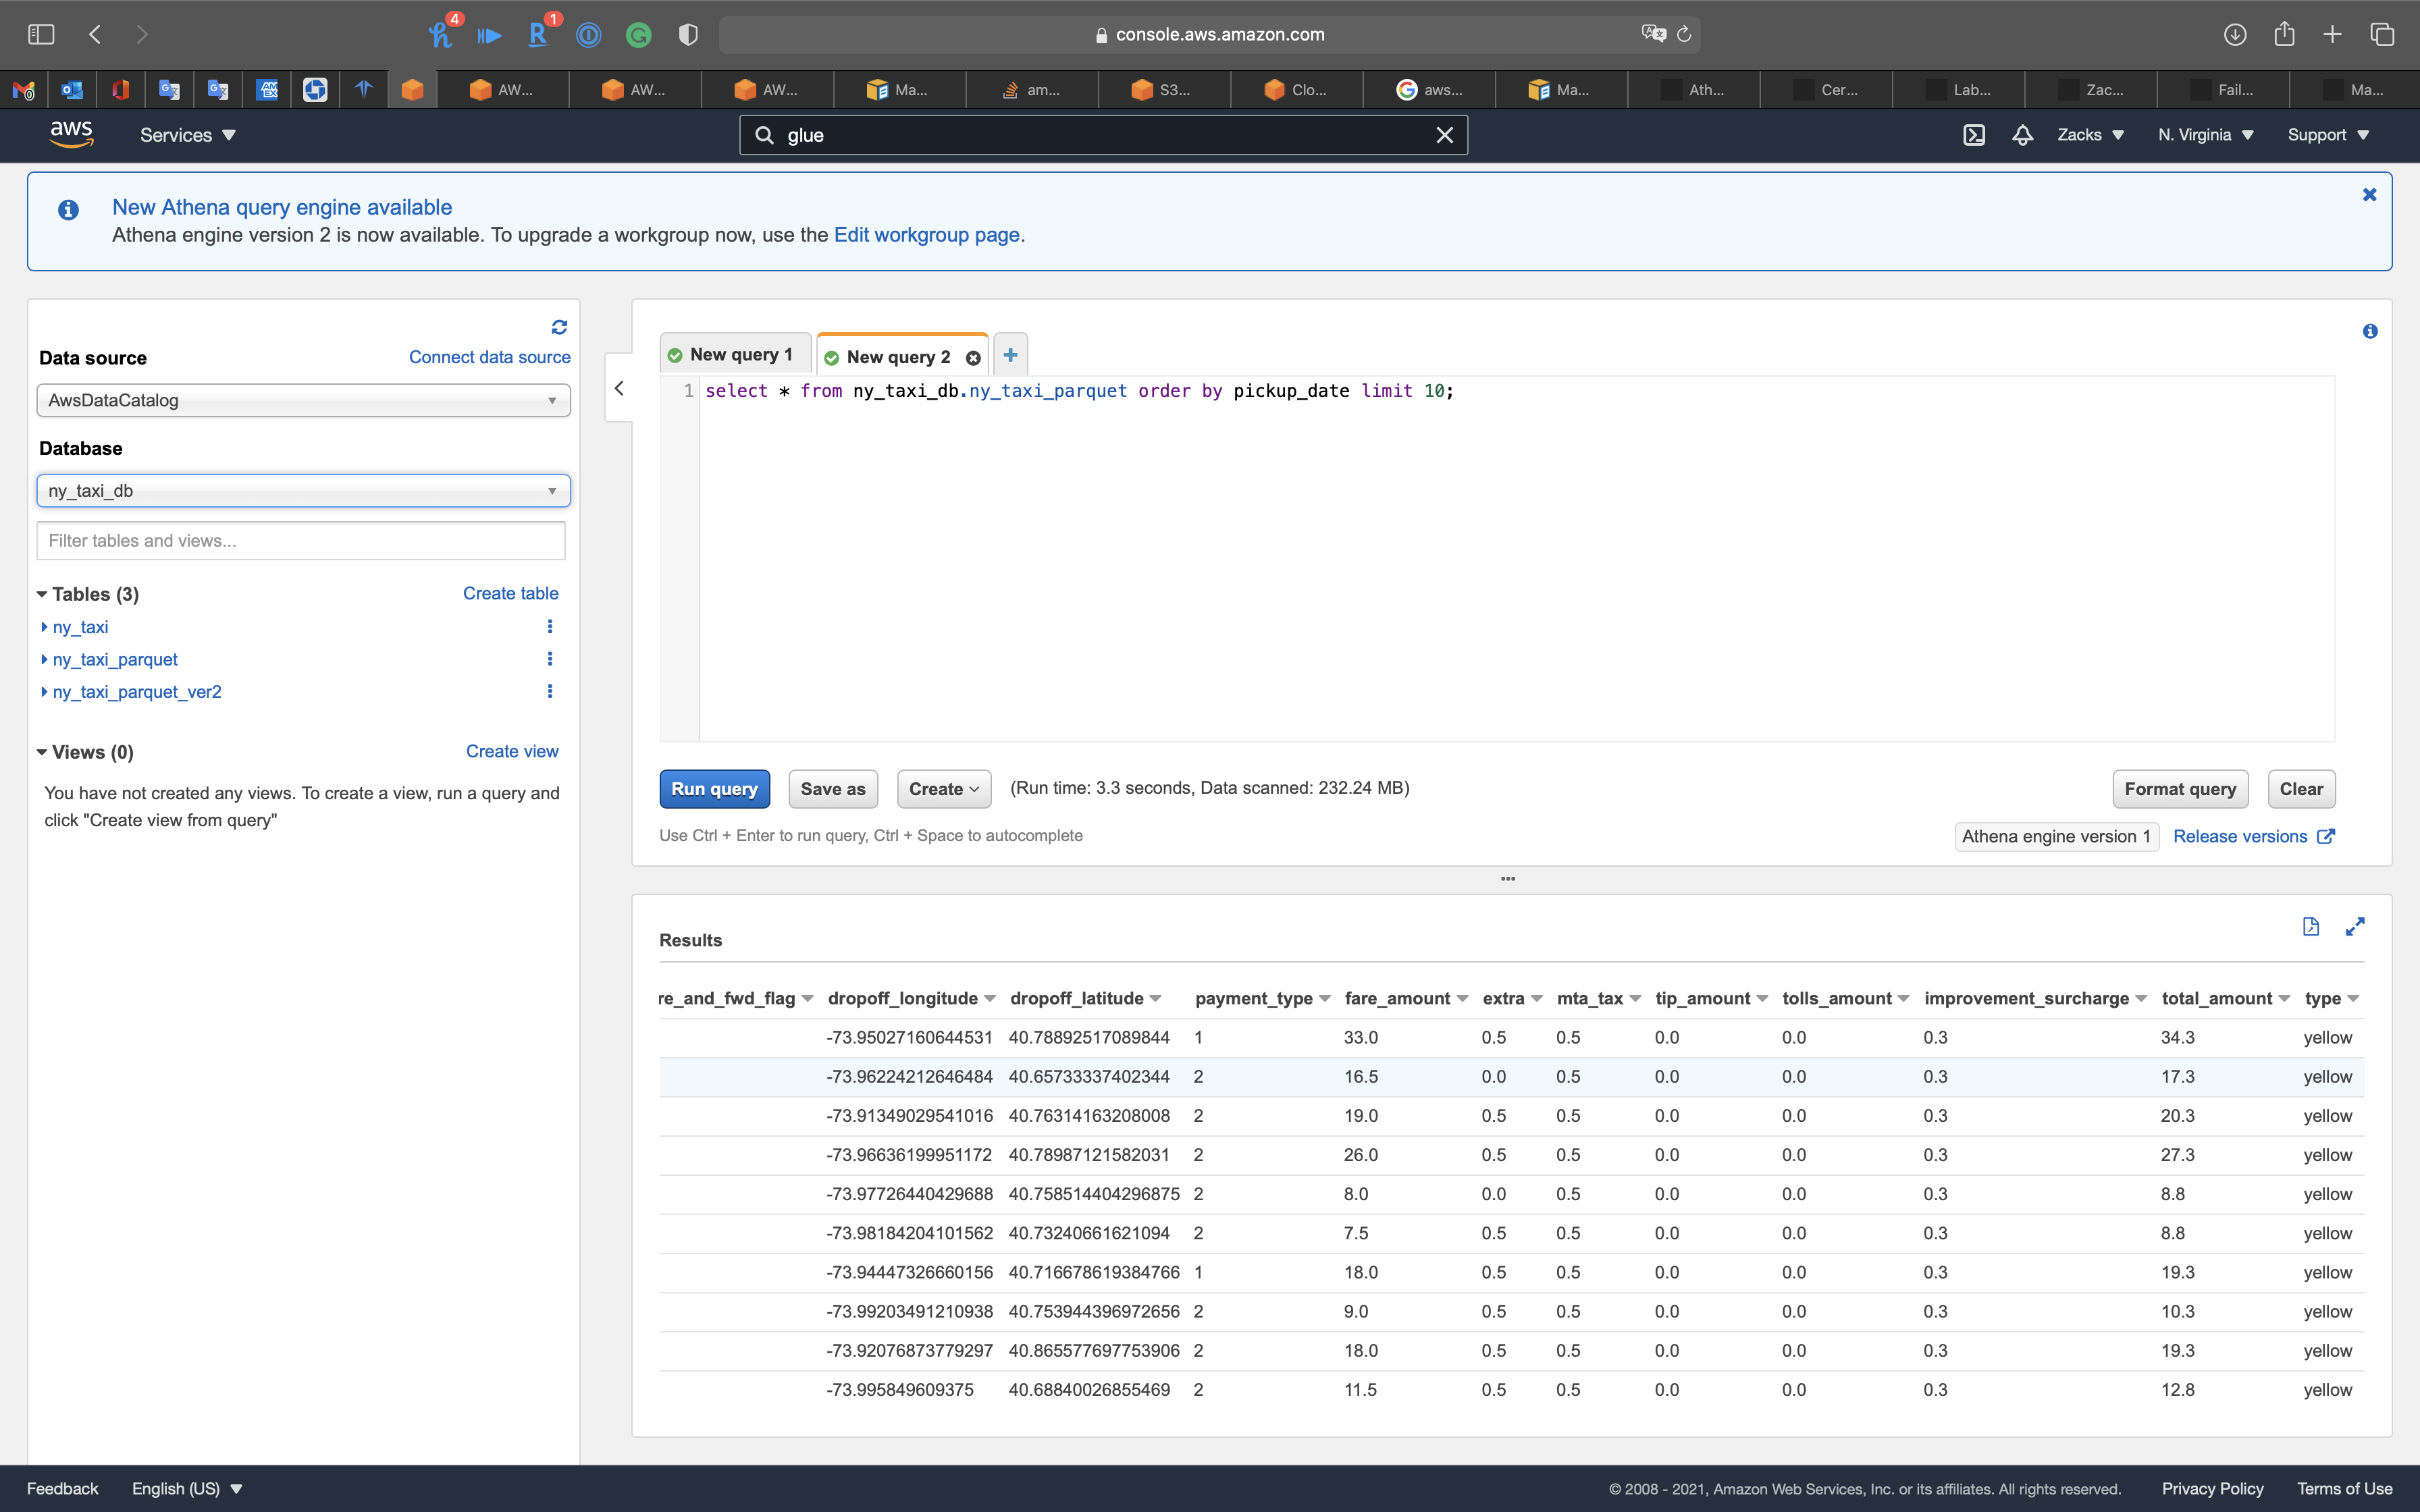 4
1
console.aws.amazon.com
AW...
AW...
AW...
Ma...
am...
S3...
Clo...
aws...
Ma...
Ath...
Cer...
Lab...
Zac...
Fail...
Ma...
aws
Services
glue
Zacks
N. Virginia
Support
New Athena query engine available
Athena engine version 2 is now available. To upgrade a workgroup now, use the Edit workgroup page.
Data source
Connect data source
AwsDataCatalog
Database
ny_taxi_db
Filter tables and views...
Tables (3)
Create table
ny_taxi
ny_taxi_parquet
ny_taxi_parquet_ver2
Views (0)
Create view
You have not created any views. To create a view, run a query and
click "Create view from query"
New query 1
New query 2
1 select * from ny_taxi_db.ny_taxi_parquet order by pickup_date limit 10;
Run query
Save as
Create
(Run time: 3.3 seconds, Data scanned: 232.24 MB)
Format query
Clear
Use Ctrl + Enter to run query, Ctrl + Space to autocomplete
Athena engine version 1
Release versions
Results
re_and_fwd_flag dropoff_longitude dropoff_latitude payment_type fare_amount extra mta_tax tip_amount tolls_amount improvement_surcharge total_amount type
-73.95027160644531 40.78892517089844 1 33.0 0.5 0.5 0.0 0.0 0.3 34.3 yellow
-73.96224212646484 40.65733337402344 2 16.5 0.0 0.5 0.0 0.0 0.3 17.3 yellow
-73.91349029541016 40.76314163208008 2 19.0 0.5 0.5 0.0 0.0 0.3 20.3 yellow
-73.96636199951172 40.78987121582031 2 26.0 0.5 0.5 0.0 0.0 0.3 27.3 yellow
-73.97726440429688 40.758514404296875 2 8.0 0.0 0.5 0.0 0.0 0.3 8.8 yellow
-73.98184204101562 40.73240661621094 2 7.5 0.5 0.5 0.0 0.0 0.3 8.8 yellow
-73.94447326660156 40.716678619384766 1 18.0 0.5 0.5 0.0 0.0 0.3 19.3 yellow
-73.99203491210938 40.753944396972656 2 9.0 0.5 0.5 0.0 0.0 0.3 10.3 yellow
-73.92076873779297 40.865577697753906 2 18.0 0.5 0.5 0.0 0.0 0.3 19.3 yellow
-73.995849609375 40.68840026855469 2 11.5 0.5 0.5 0.0 0.0 0.3 12.8 yellow
Feedback
English (US)
© 2008 - 2021, Amazon Web Services, Inc. or its affiliates. All rights reserved.
Privacy Policy
Terms of Use